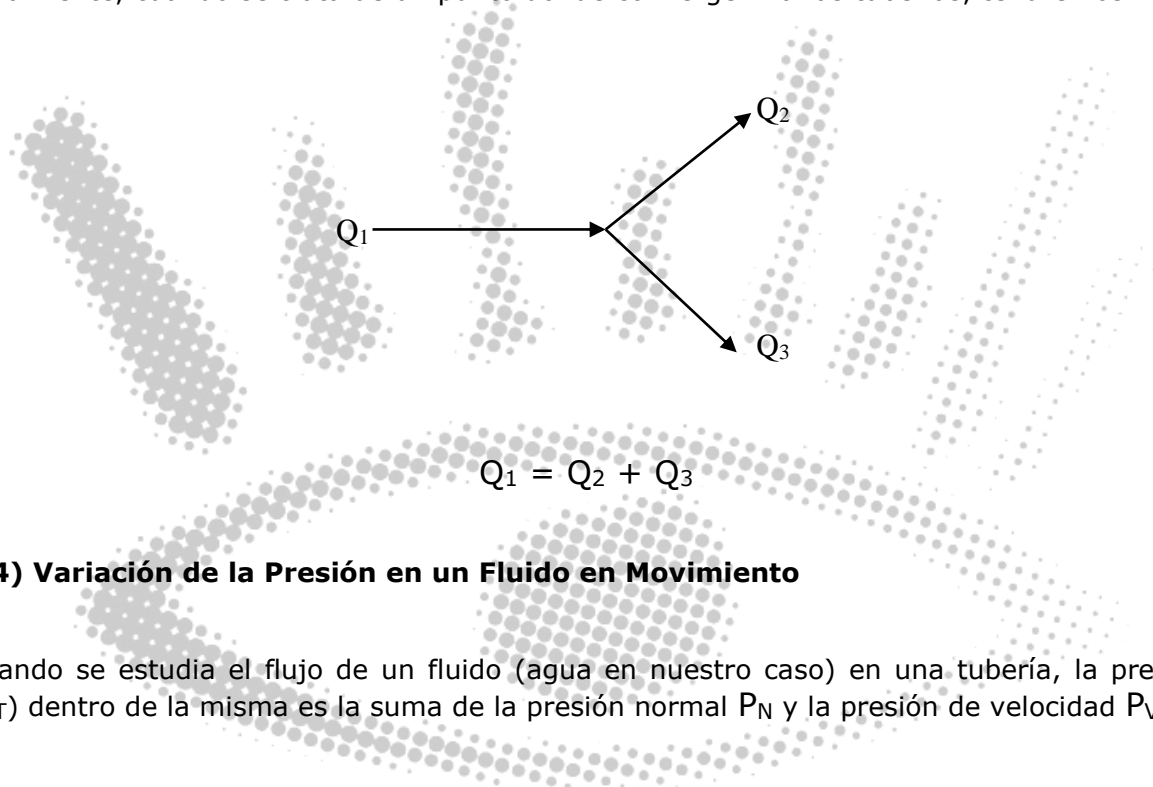 Q2
Q1
Q3
Q1 = Q2 + Q3
4) Variación de la Presión en un Fluido en Movimiento
ando se estudia el flujo de un fluido (agua en nuestro caso) en una tubería, la pre
T) dentro de la misma es la suma de la presión normal PN y la presión de velocidad PV